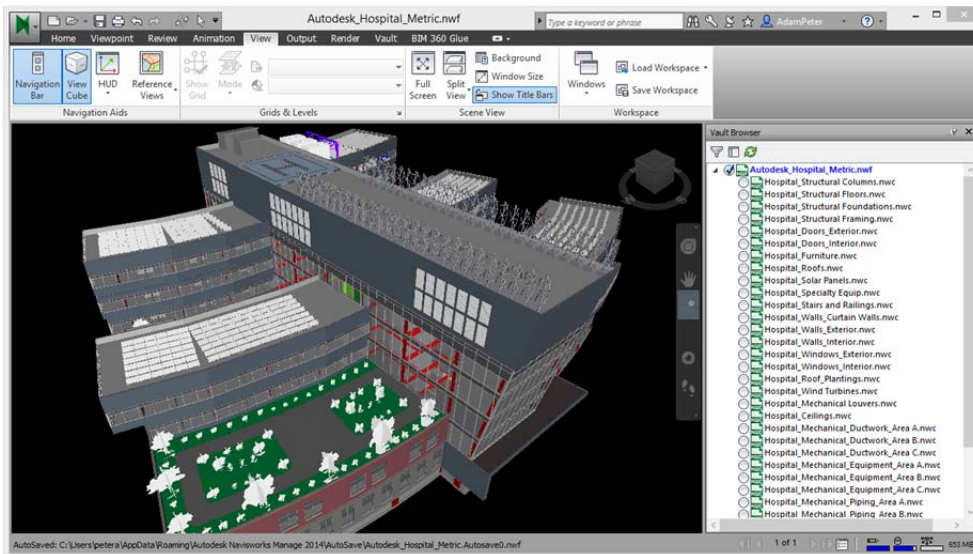 Autodesk_Hospital_Metric.nwf
Type a keyword or phrase
AdamPeter
Home Viewpoint Review Animation View Output Render Vault BIM 360 Glue
Navigation Bar
View Cube
HUD
Reference Views
Show Grid
Mode
Full Screen
Split View
Background
Window Size
Show Title Bars
Windows
Load Workspace
Save Workspace
Navigation Aids
Grids & Levels
Scene View
Workspace
Vault Browser
Autodesk_Hospital_Metric.nwf
Hospital_Structural Columns.nwc
Hospital_Structural Floors.nwc
Hospital_Structural Foundations.nwc
Hospital_Structural Framing.nwc
Hospital_Doors_Exterior.nwc
Hospital_Doors_Interior.nwc
Hospital_Furniture.nwc
Hospital_Roofs.nwc
Hospital_Solar Panels.nwc
Hospital_Specialty Equip.nwc
Hospital_Stairs and Railings.nwc
Hospital_Walls_Curtain Walls.nwc
Hospital_Walls_Exterior.nwc
Hospital_Walls_Interior.nwc
Hospital_Windows_Exterior.nwc
Hospital_Windows_Interior.nwc
Hospital_Roof_Plantings.nwc
Hospital_Wind Turbines.nwc
Hospital_Mechanical Louvers.nwc
Hospital_Ceilings.nwc
Hospital_Mechanical_Ductwork_Area A.nwc
Hospital_Mechanical_Ductwork_Area B.nwc
Hospital_Mechanical_Ductwork_Area C.nwc
Hospital_Mechanical_Equipment_Area A.nwc
Hospital_Mechanical_Equipment_Area B.nwc
Hospital_Mechanical_Equipment_Area C.nwc
Hospital_Mechanical_Piping_Area A.nwc
Hospital_Mechanical_Piping_Area B.nwc
AutoSaved: C:\Users\petera\AppData\Roaming\Autodesk Navisworks Manage 2014\AutoSave\Autodesk_Hospital_Metric.Autosave0.nwf
1 of 1
653 MB